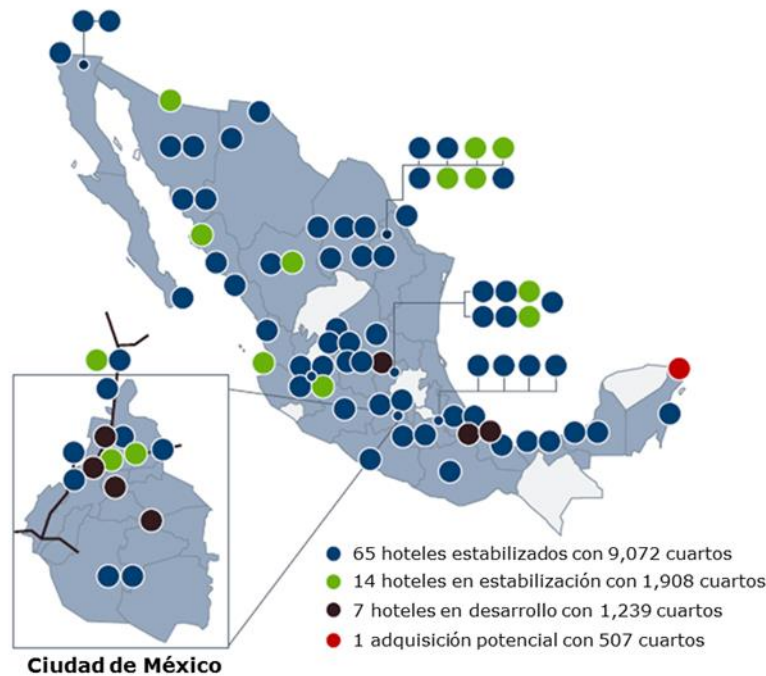 65 hoteles estabilizados con 9,072 cuartos
14 hoteles en estabilización con 1,908 cuartos
7 hoteles en desarrollo con 1,239 cuartos
1 adquisición potencial con 507 cuartos
Ciudad de México